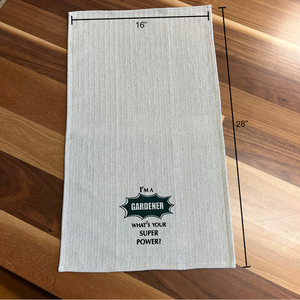 16"
28"
I'M A
GARDENER
WHAT'S YOUR
SUPER
POWER?